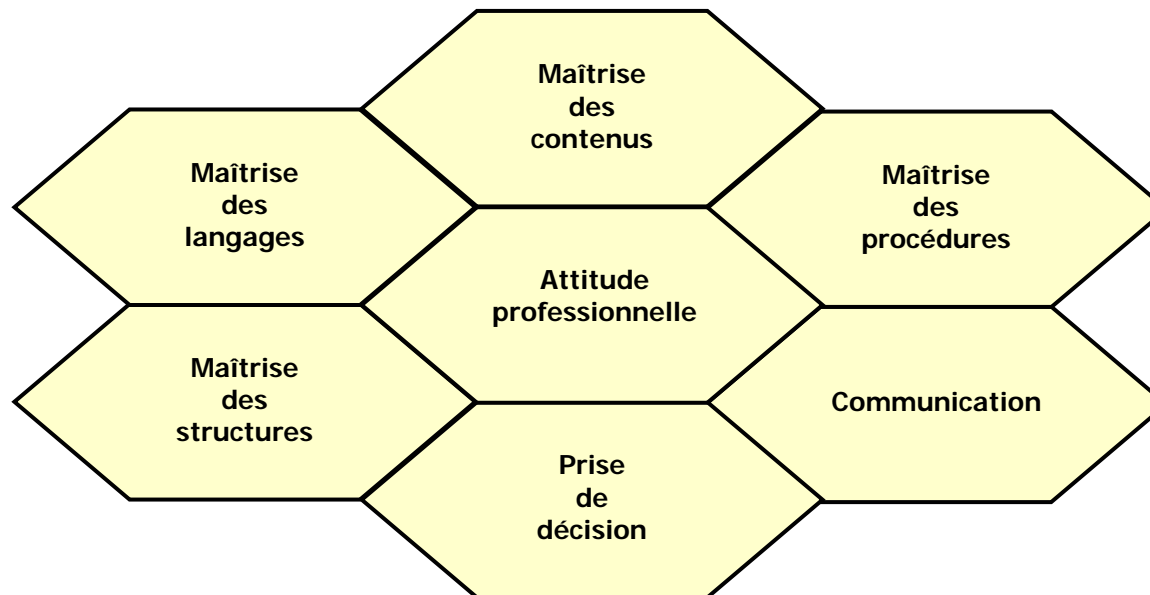 Maîtrise
des
contenus
Maîtrise
des
langages
Maîtrise
des
procédures
Attitude
professionnelle
Maîtrise
des
structures
Communication
Prise
de
décision